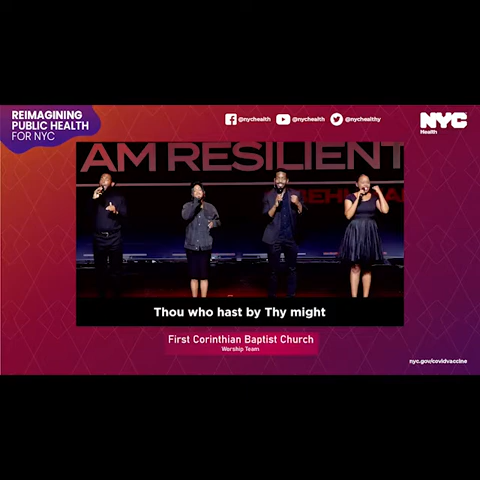 REIMAGINING
PUBLIC HEALTH
FOR NYC
@nychealth
@nychealth
@nychealthy
NYC
Health
AM RESILIENT
Thou who hast by Thy might
First Corinthian Baptist Church
Worship Team
nyc.gov/covidvaccine